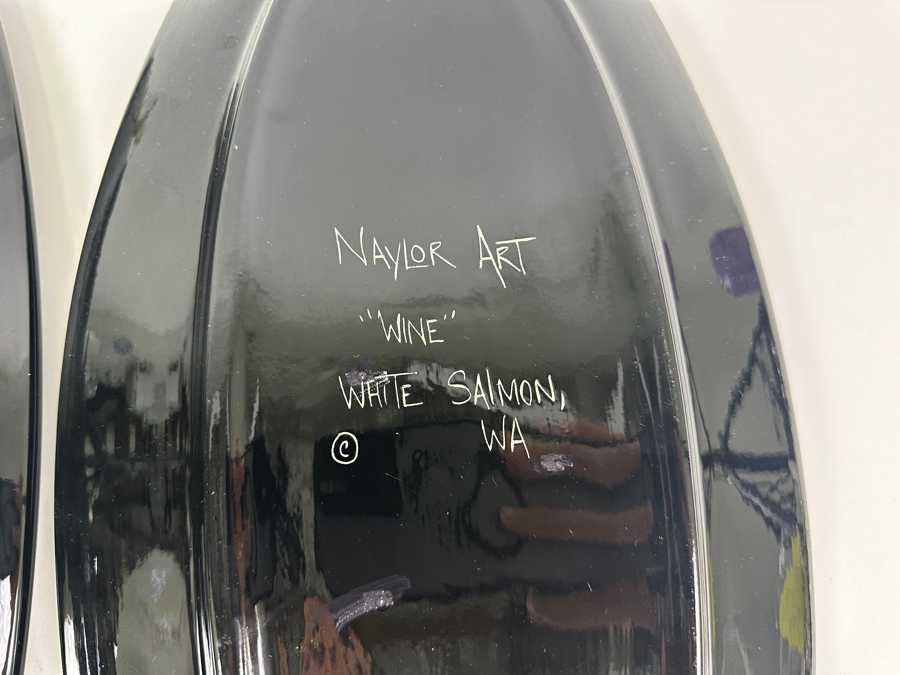 NAYLOR ART
"WINE"
WHITE SALMON,
© WA